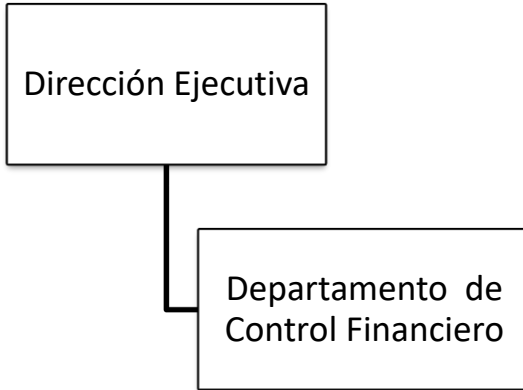 Dirección Ejecutiva
Departamento de
Control Financiero